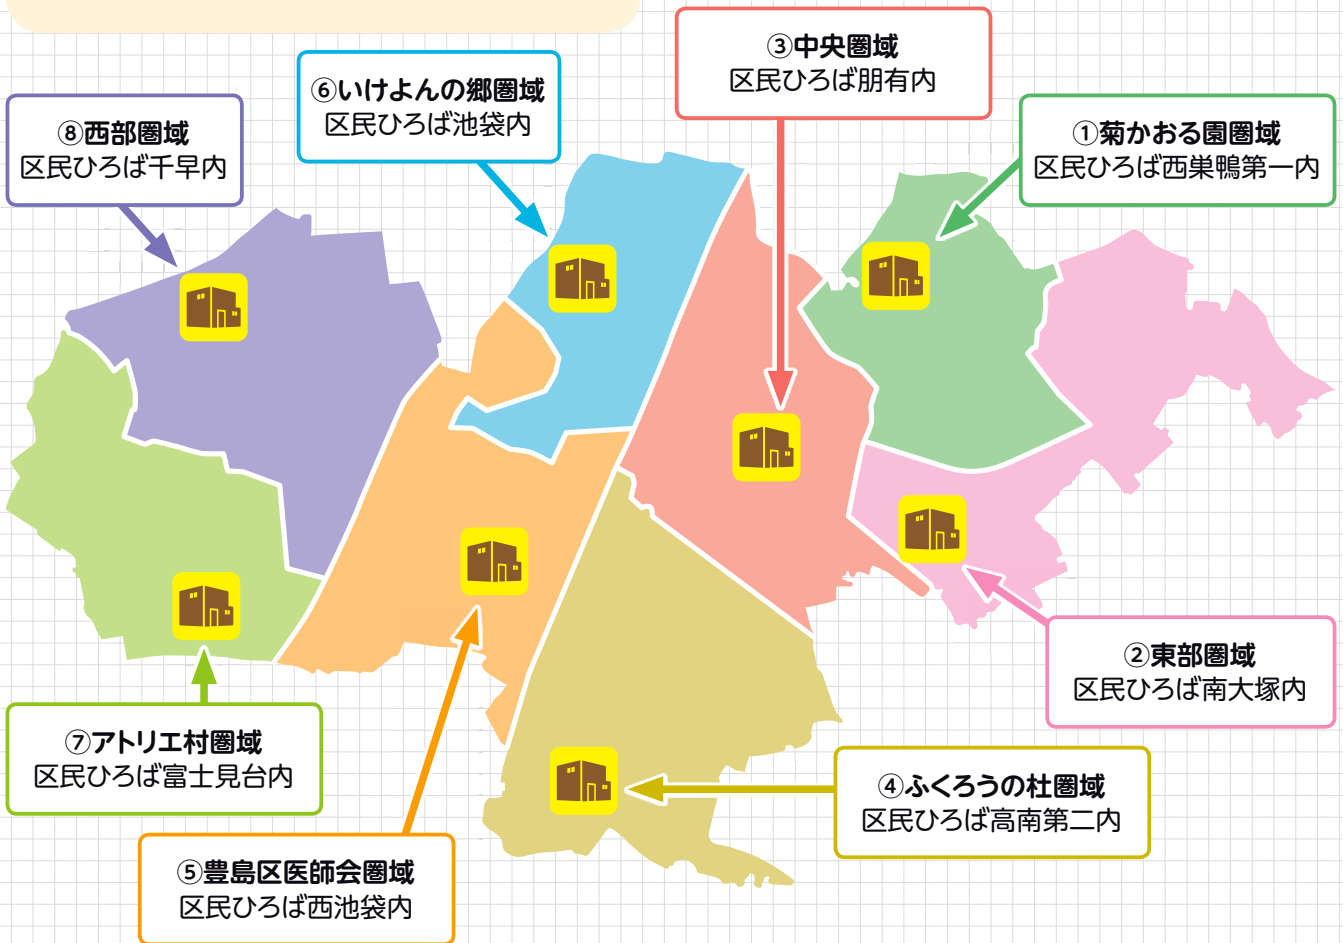 ③中央圏域
区民ひろば朋有内
⑥いけよんの郷圏域
区民ひろば池袋内
⑧西部圏域
区民ひろば千早内
①菊かおる園圏域
区民ひろば西巣鴨第一内
②東部圏域
区民ひろば南大塚内
⑦アトリエ村圏域
区民ひろば富士見台内
④ふくろうの杜圏域
区民ひろば高南第二内
⑤豊島区医師会圏域
区民ひろば西池袋内